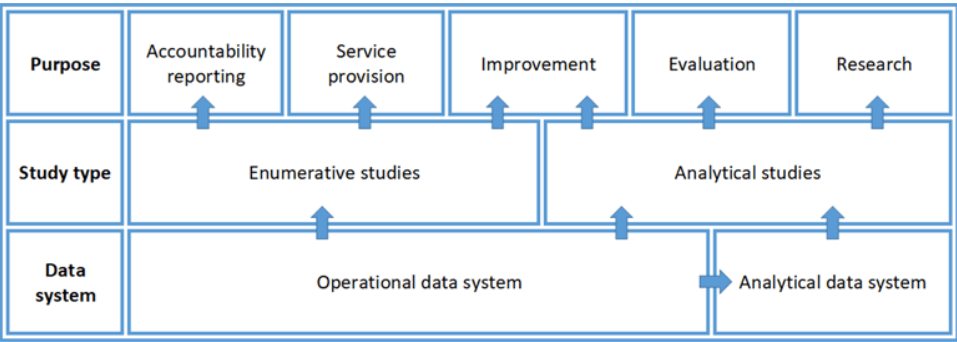 Purpose
Accountability
reporting
Service
provision
Improvement
Evaluation
Research
Study type
Enumerative studies
Analytical studies
Data
system
Operational data system
Analytical data system